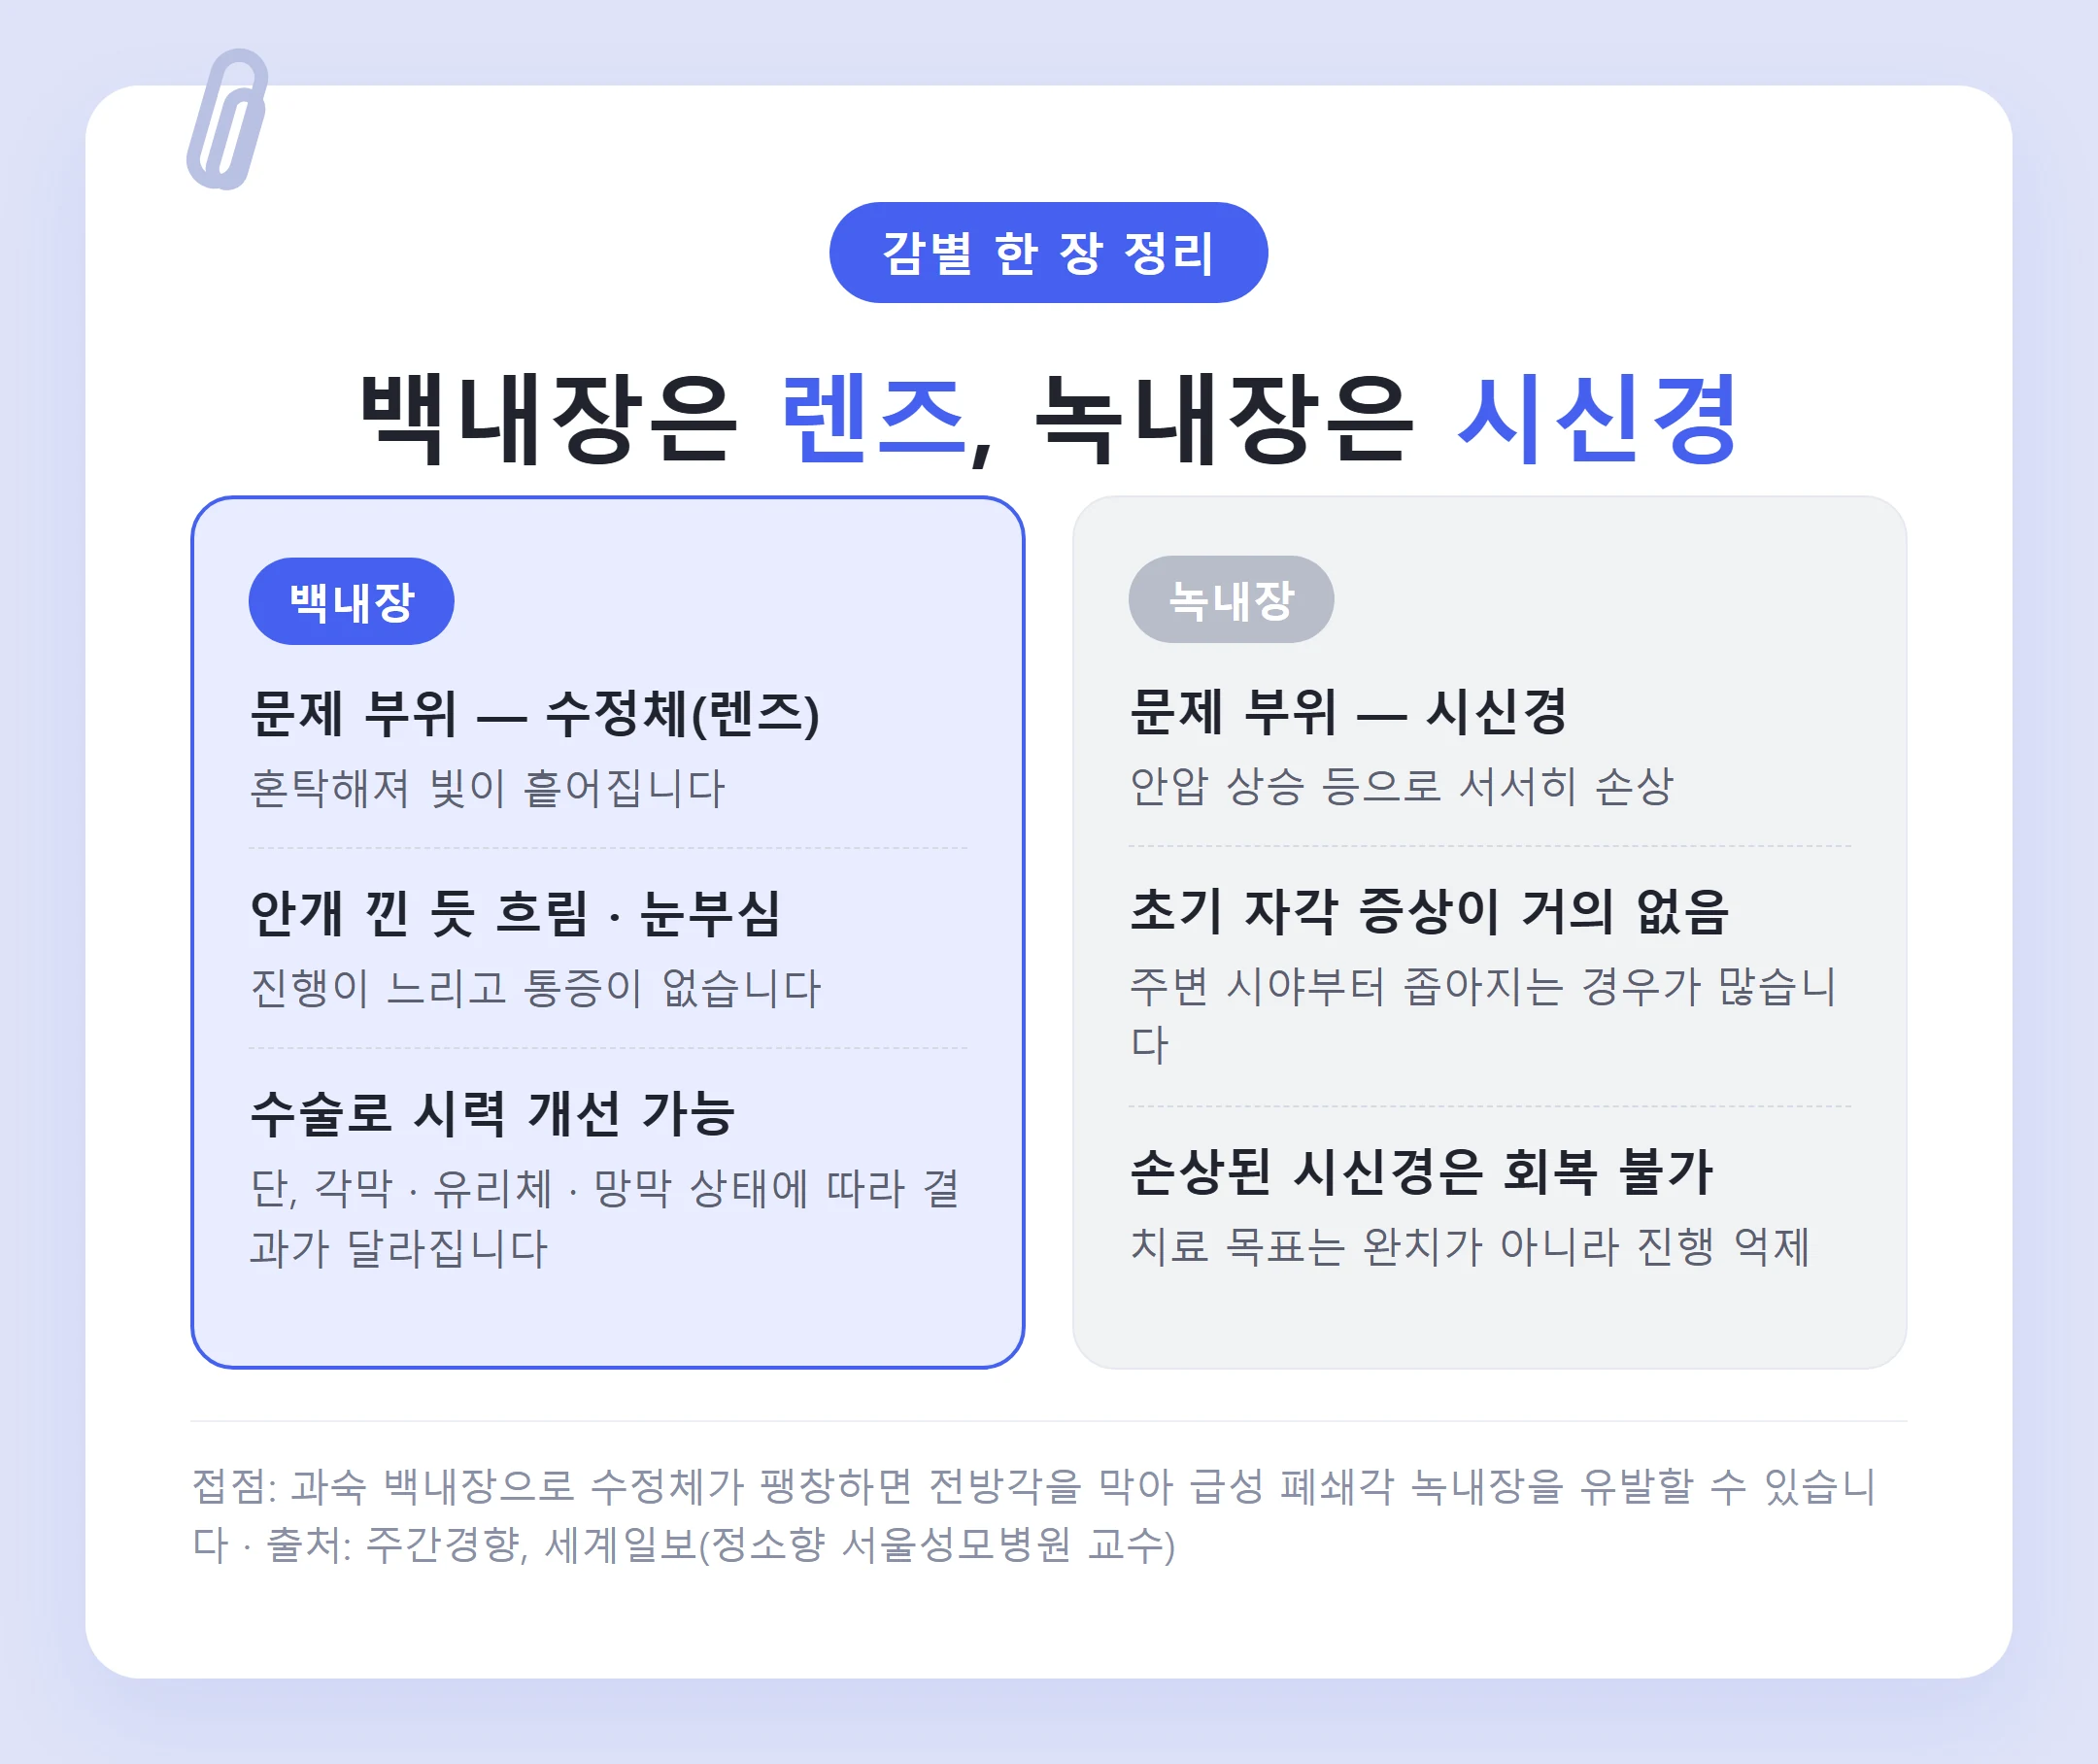 감별 한 장 정리
백내장은 렌즈, 녹내장은 시신경
백내장
문제 부위 — 수정체(렌즈)
혼탁해져 빛이 흩어집니다
안개 낀 듯 흐림 · 눈부심
진행이 느리고 통증이 없습니다
수술로 시력 개선 가능
단, 각막 · 유리체 · 망막 상태에 따라 결
과가 달라집니다
녹내장
문제 부위 — 시신경
안압 상승 등으로 서서히 손상
초기 자각 증상이 거의 없음
주변 시야부터 좁아지는 경우가 많습니
다
손상된 시신경은 회복 불가
치료 목표는 완치가 아니라 진행 억제
접점: 과숙 백내장으로 수정체가 팽창하면 전방각을 막아 급성 폐쇄각 녹내장을 유발할 수 있습니
다 · 출처: 주간경향, 세계일보(정소향 서울성모병원 교수)